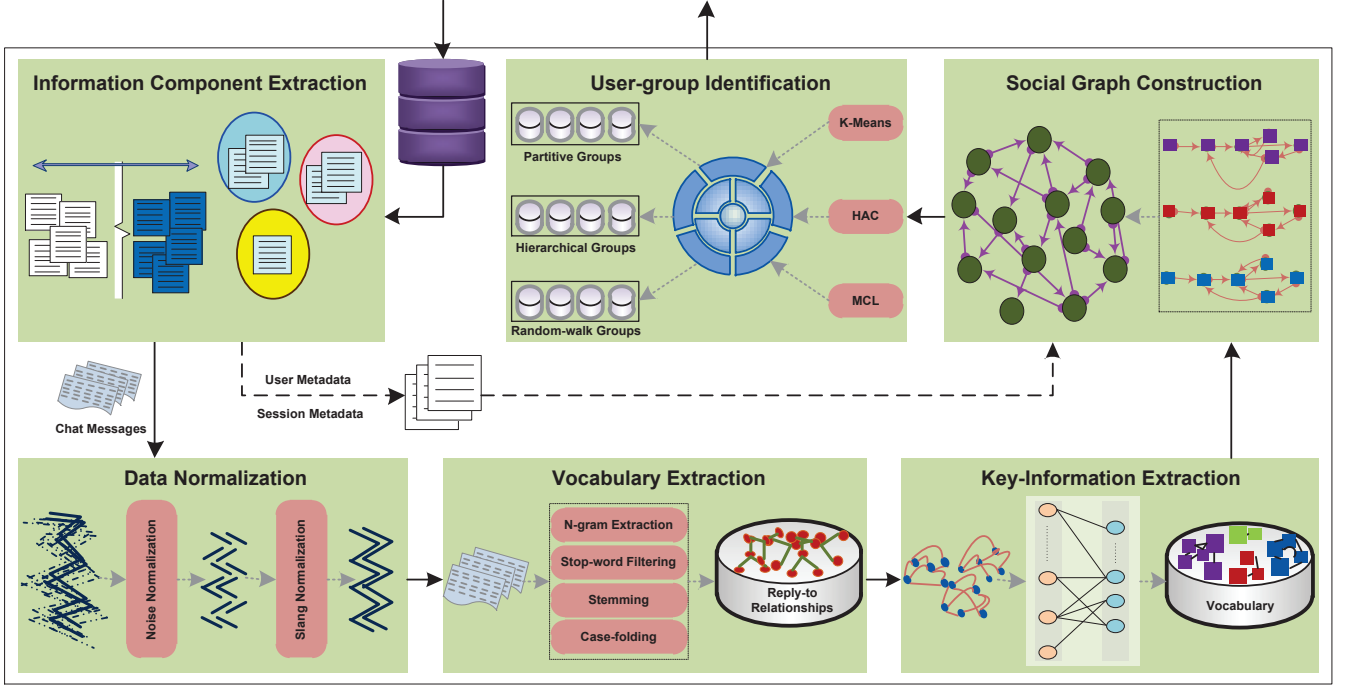 Information Component Extraction
User-group Identification
Partitive Groups
Hierarchical Groups
Random-walk Groups
K-Means
HAC
MCL
Social Graph Construction
Chat Messages
User Metadata
Session Metadata
Data Normalization
Noise Normalization
Slang Normalization
Vocabulary Extraction
N-gram Extraction
Stop-word Filtering
Stemming
Case-folding
Reply-to
Relationships
Key-Information Extraction
Vocabulary